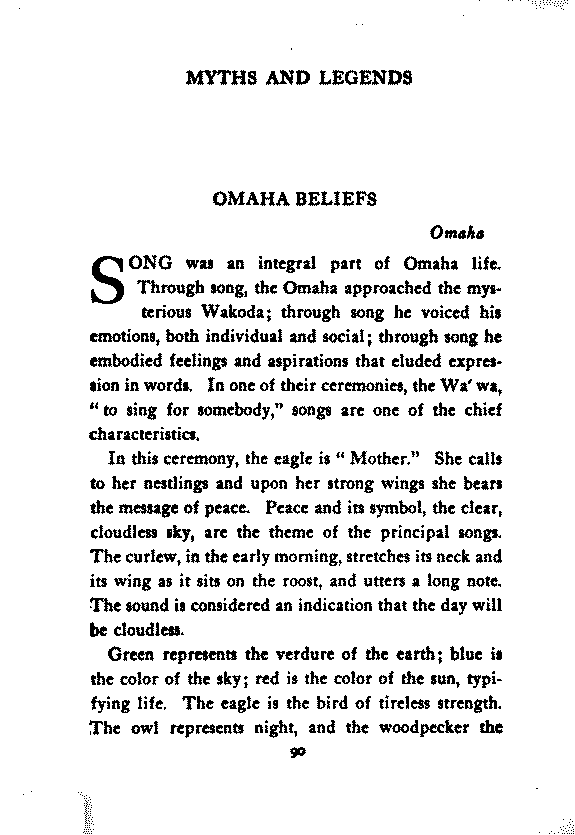 MYTHS AND LEGENDS
OMAHA BELIEFS
Omaha
SONG was an integral part of Omaha life.
Through song, the Omaha approached the mys-
terious Wakoda; through song he voiced his
emotions, both individual and social; through song he
embodied feelings and aspirations that eluded expres-
sion in words. In one of their ceremonies, the Wa' wa,
“to sing for somebody,” songs are one of the chief
characteristics.
In this ceremony, the eagle is “Mother.” She calls
to her nestlings and upon her strong wings she bears
the message of peace. Peace and its symbol, the clear,
cloudless sky, are the theme of the principal songs.
The curlew, in the early morning, stretches its neck and
its wing as it sits on the roost, and utters a long note.
The sound is considered an indication that the day will
be cloudless.
Green represents the verdure of the earth; blue is
the color of the sky; red is the color of the sun, typi-
fying life. The eagle is the bird of tireless strength.
The owl represents night, and the woodpecker the
90